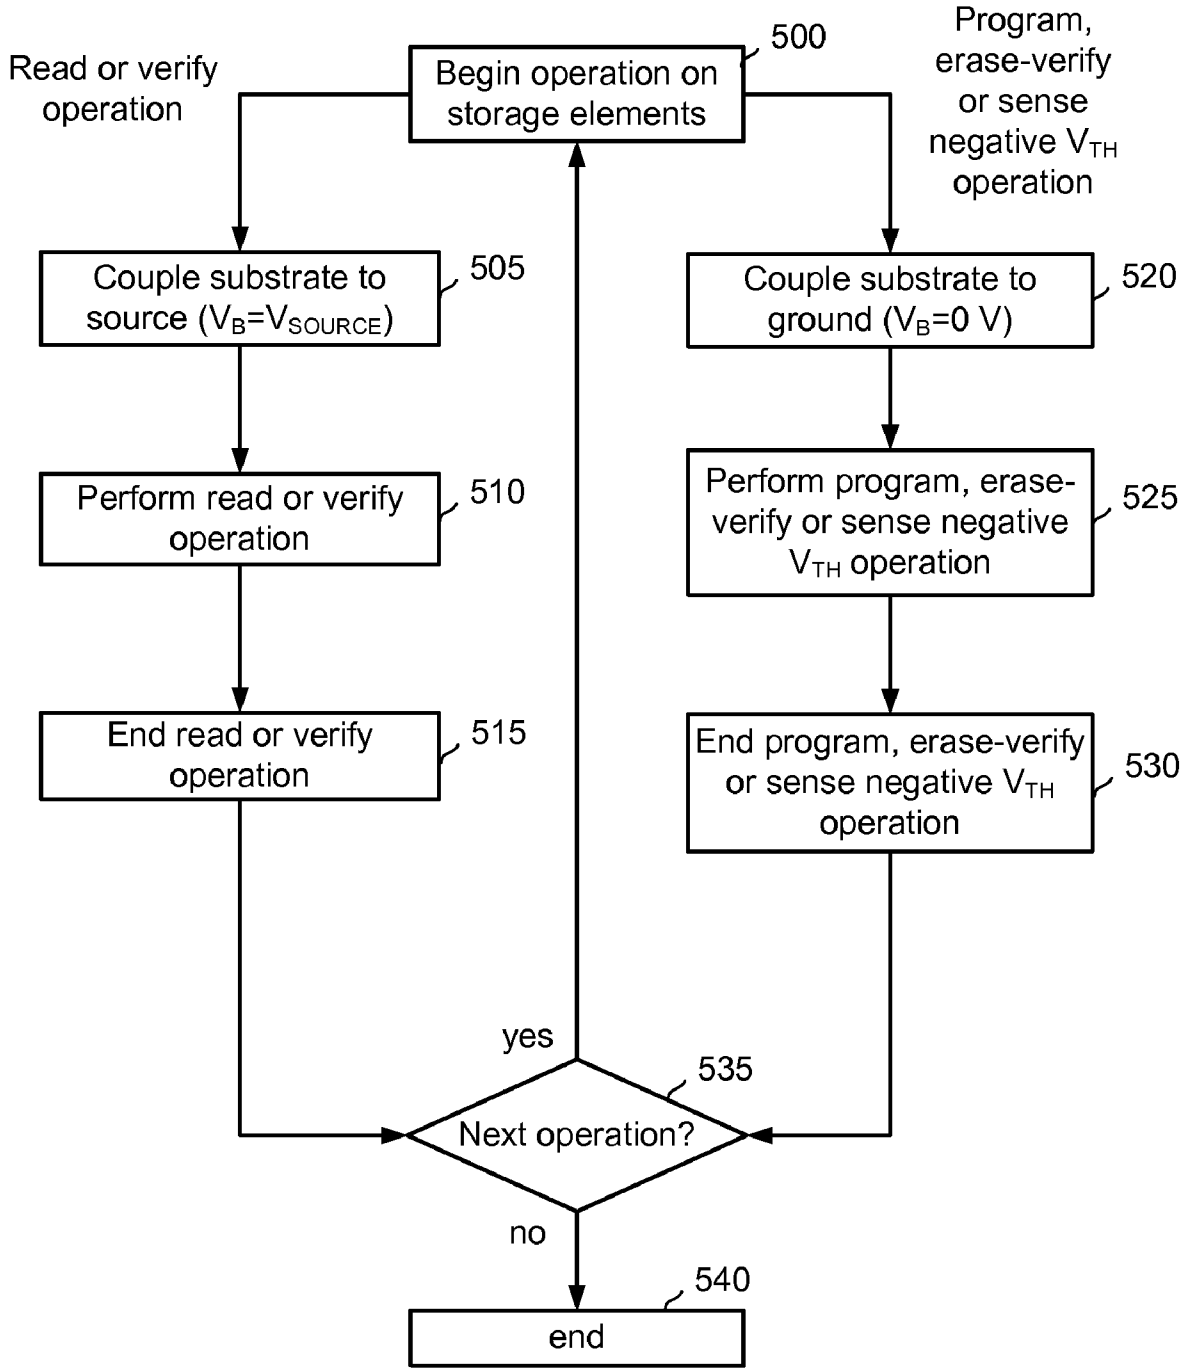 500
Begin operation on
storage elements
Read or verify
operation
Program,
erase-verify
or sense
negative VTH
operation
505
Couple substrate to
source (VB=VSOURCE)
520
Couple substrate to
ground (VB=0 V)
510
Perform read or verify
operation
525
Perform program, erase-
verify or sense negative
VTH operation
515
End read or verify
operation
530
End program, erase-verify
or sense negative VTH
operation
yes
535
Next operation?
no
540
end